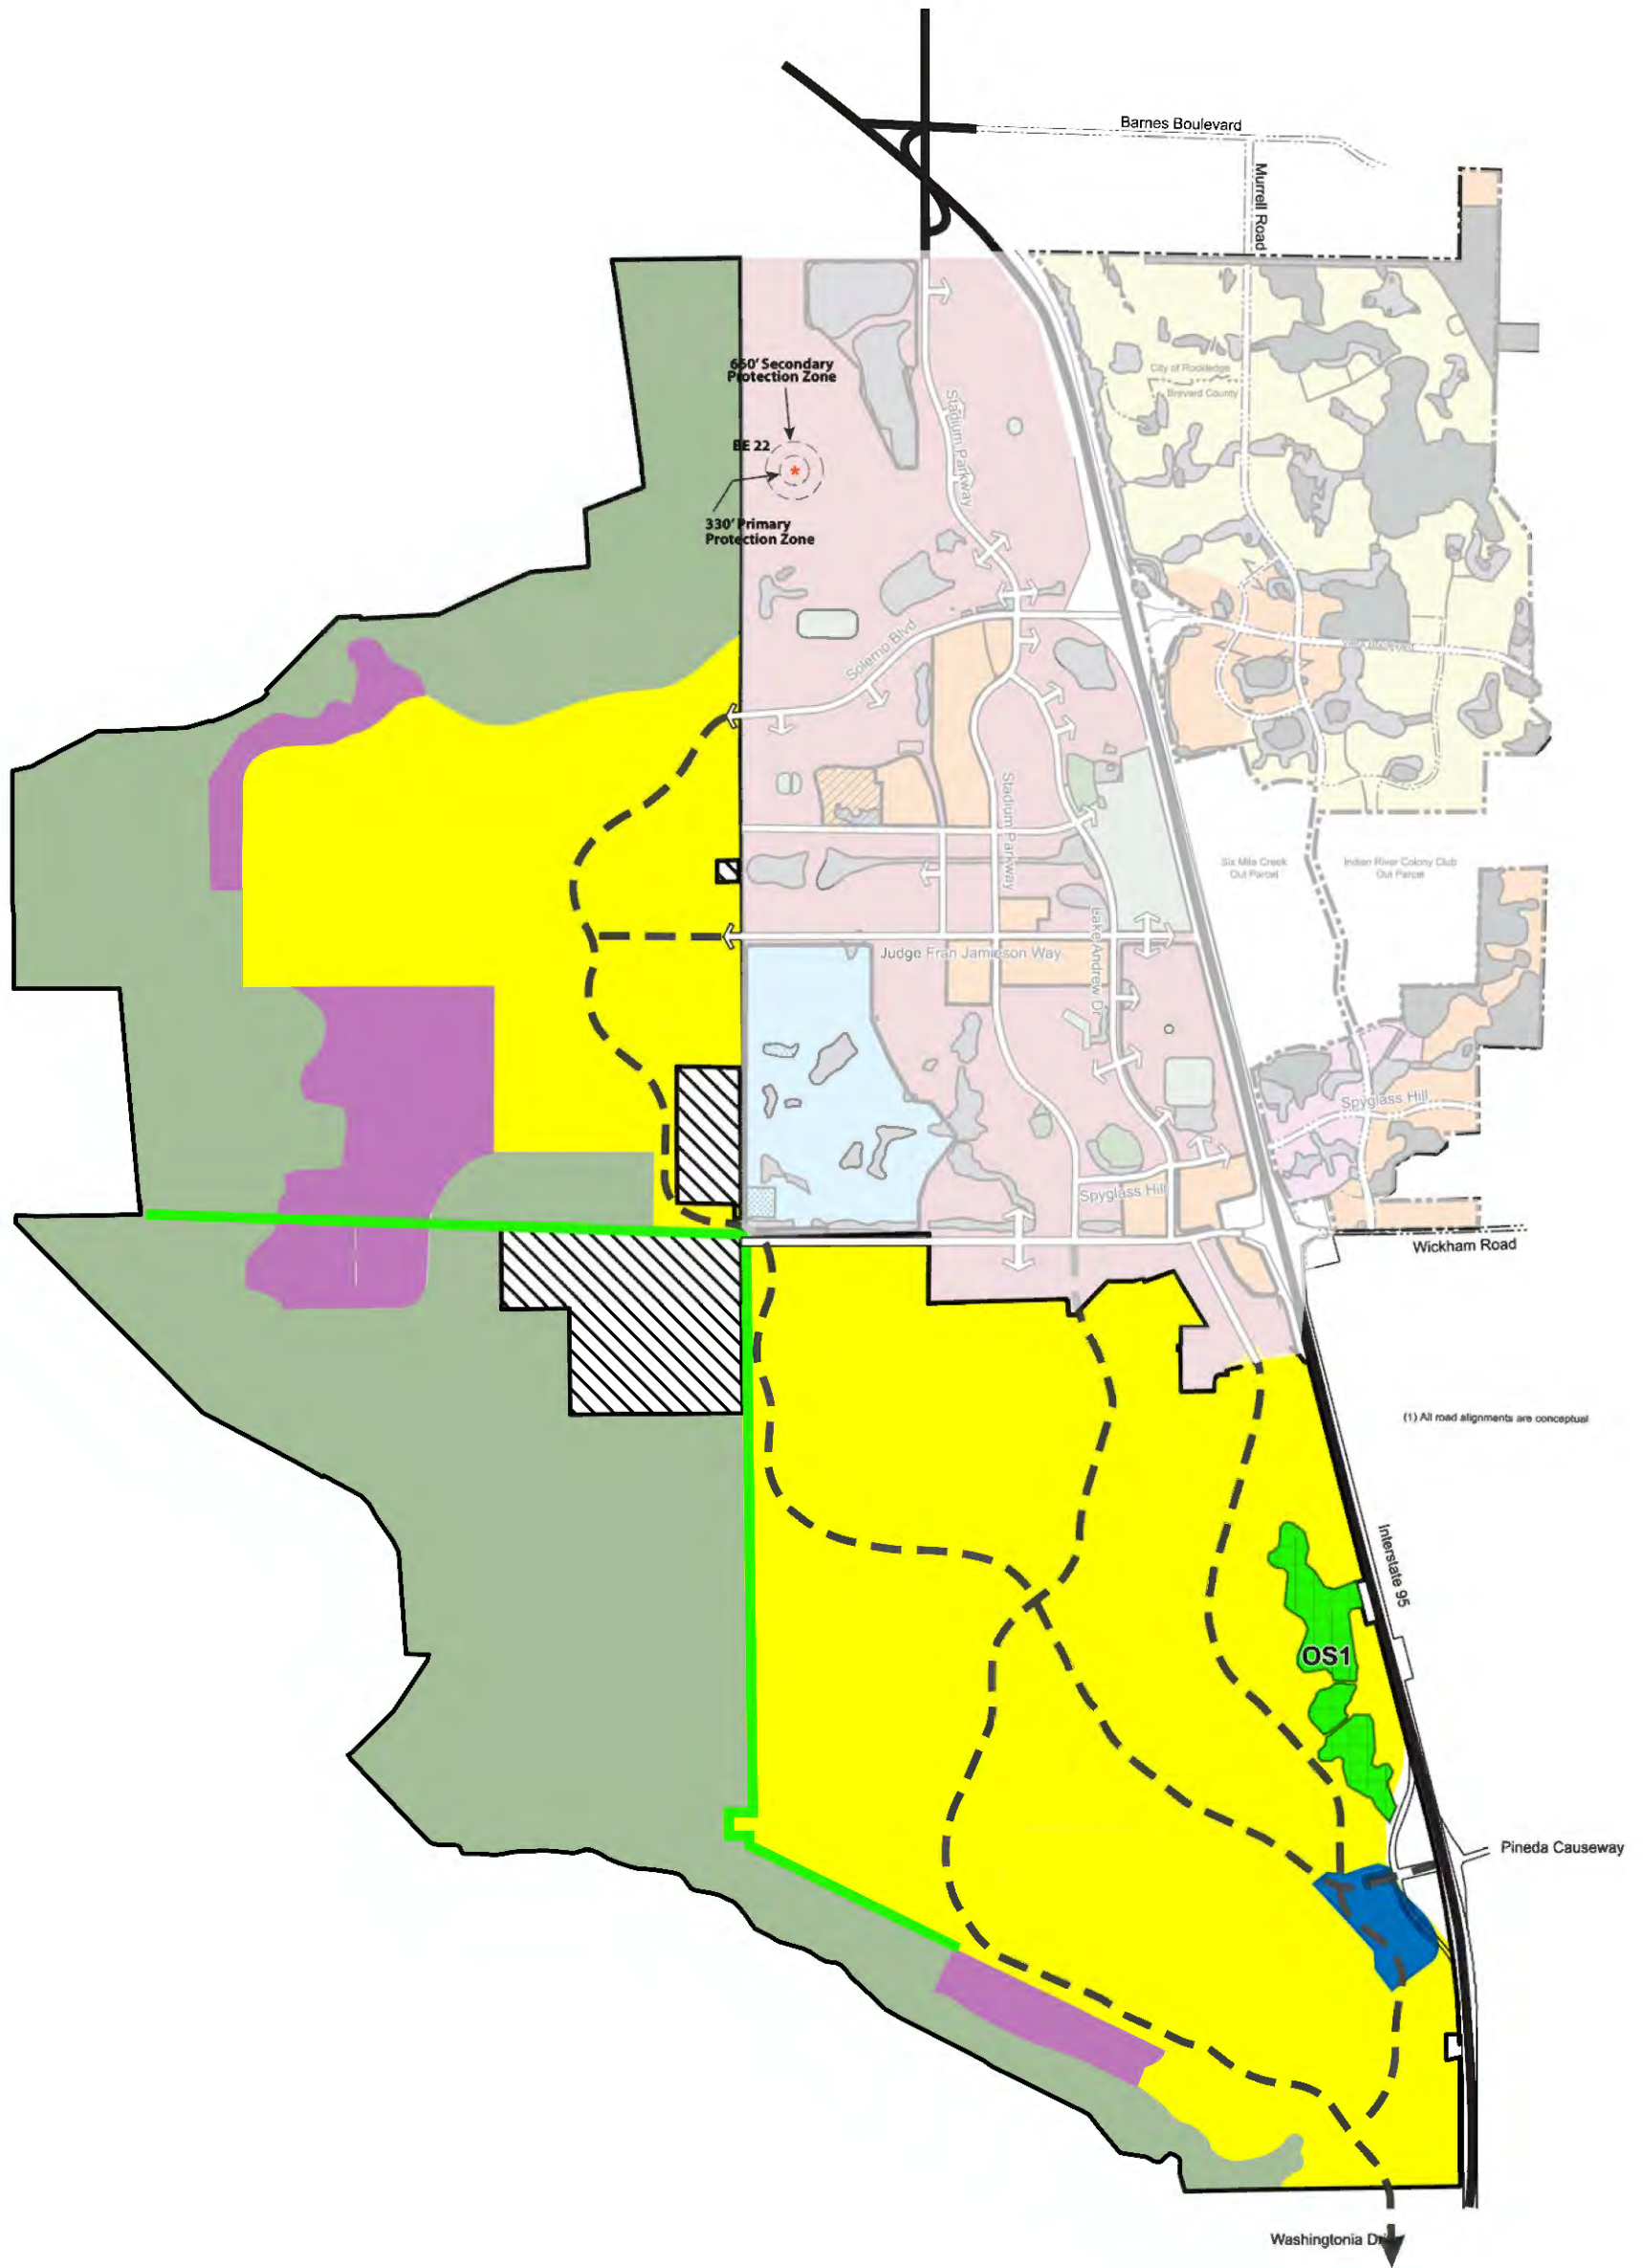 Barnes Boulevard
Murrell Road
660' Secondary
Protection Zone
BE 22
330' Primary
Protection Zone
City of Rockledge
Brevard County
Stadium Parkway
Solerno Blvd
Stadium Parkway
Six Mile Creek
Out Parcel
Indian River Colony Club
Out Parcel
Lake Andrew Dr
Judge Fran Jamieson Way
Spyglass Hill
Spyglass Hill
Wickham Road
(1) All road alignments are conceptual
Interstate 95
OS1
Pineda Causeway
Washingtonia